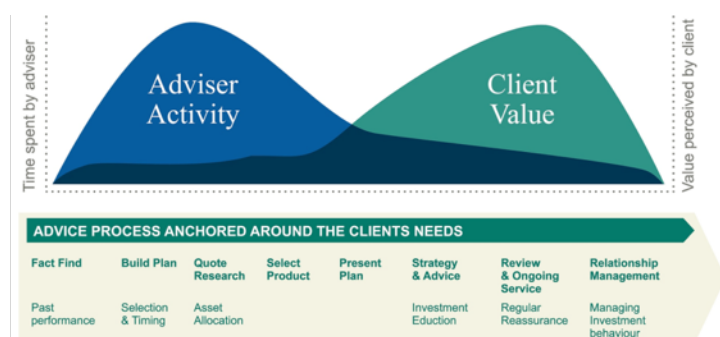 Time spent by adviser
Adviser
Activity
Client
Value
Value perceived by client
ADVICE PROCESS ANCHORED AROUND THE CLIENTS NEEDS
Fact Find
Build Plan
Quote
Research
Select
Product
Present
Plan
Strategy
& Advice
Review
& Ongoing
Service
Relationship
Management
Past
performance
Selection
& Timing
Asset
Allocation
Investment
Eduction
Regular
Reassurance
Managing
Investment
behaviour